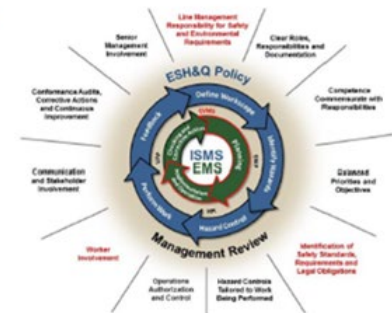 Line Management
Responsibility for Safety
and Environmental
Requirements
Senior
Management
Involvement
Clear Roles,
Responsibilities and
Documentation
ESH&Q Policy
Conformance Audits,
Corrective Actions
and Continuous
Improvement
Competence
Commensurate with
Responsibilities
Feedback
Define Workscope
Planning
ISMS
EMS
Identify Hazards
Communication
and Stakeholder
Involvement
Balanced
Priorities and
Objectives
Perform Work
Hazard Control
Management Review
Worker
Involvement
Identification of
Safety Standards,
Requirements and
Legal Obligations
Operations
Authorization
and Control
Hazard Controls
Tailored to Work
Being Performed